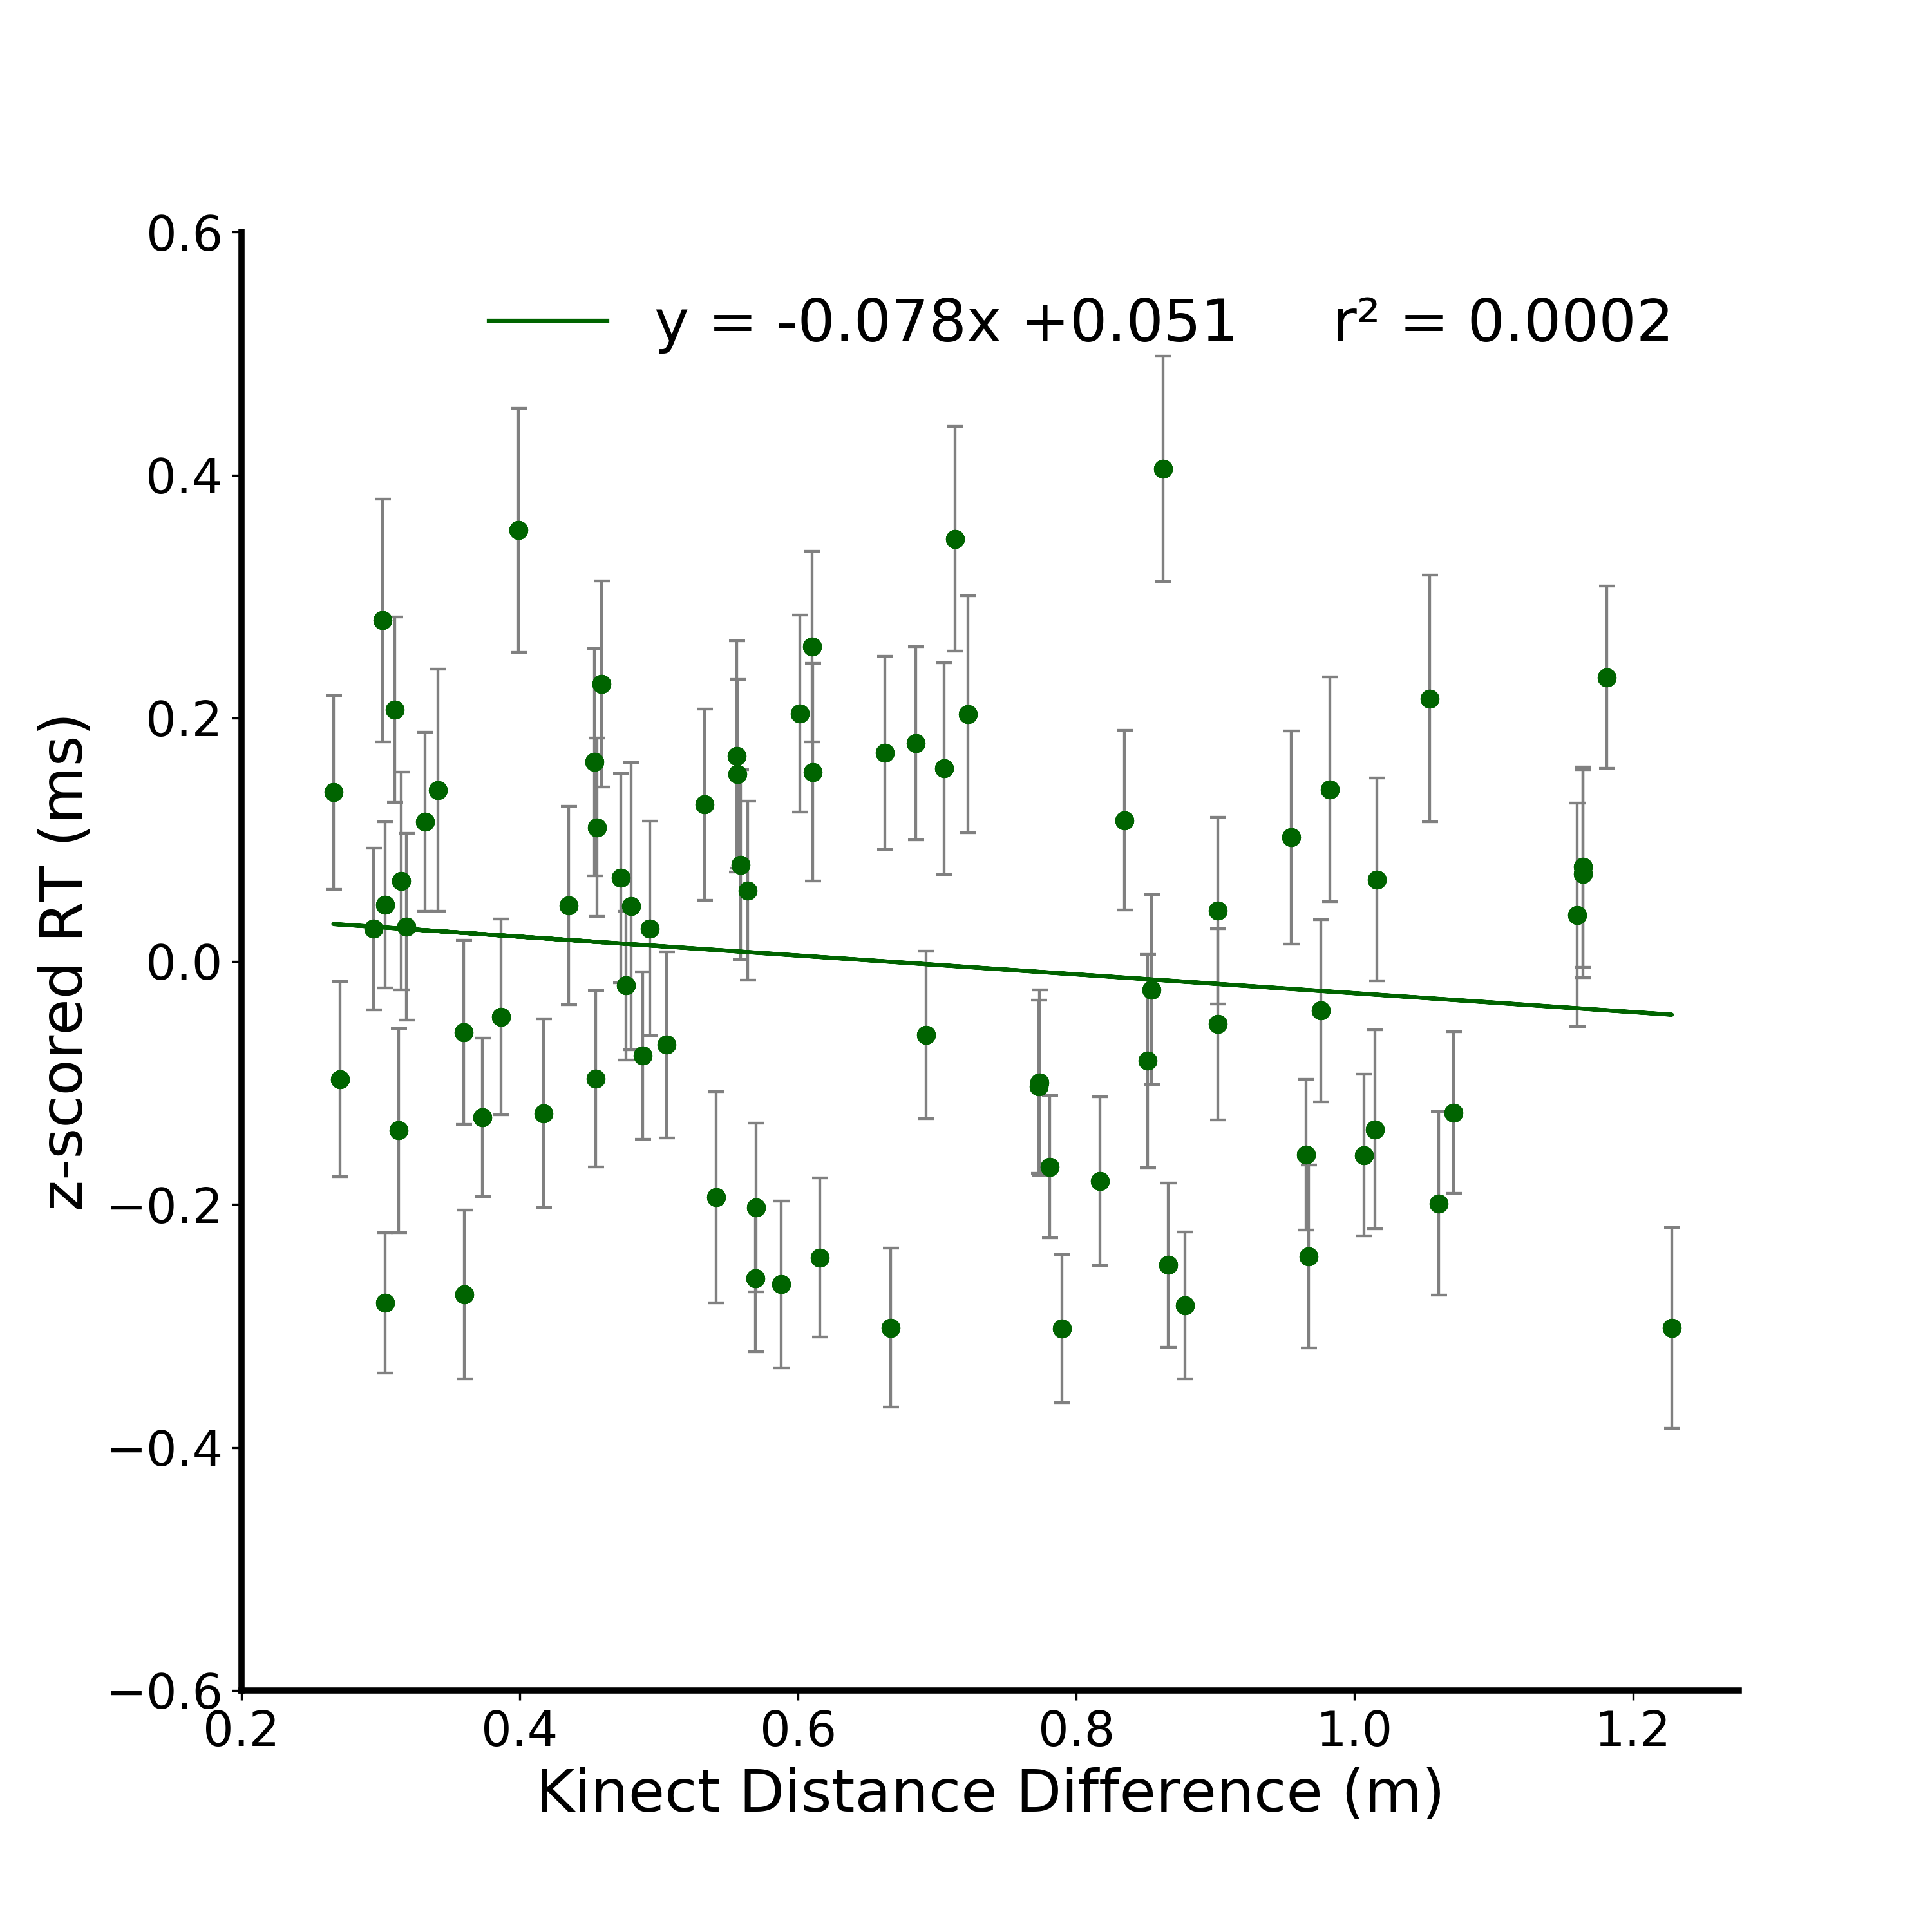 0.6
y = -0.078x +0.051 r² = 0.0002
0.4
0.2
0.0
−0.2
−0.4
−0.6
z-scored RT (ms)
0.2 0.4 0.6 0.8 1.0 1.2
Kinect Distance Difference (m)